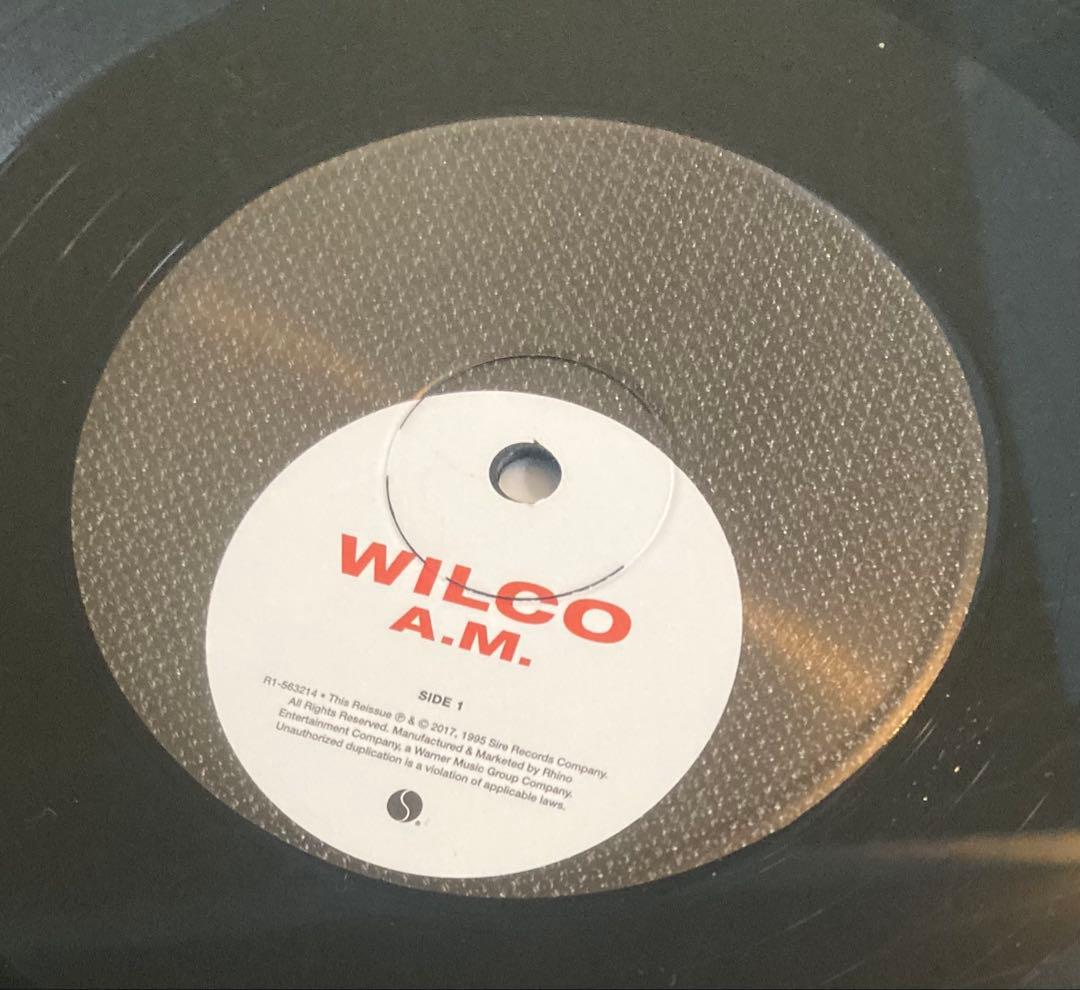 WILCO
A.M.
SIDE 1
R1-563214 • This Reissue ℗ & © 2017, 1995 Sire Records Company.
All Rights Reserved. Manufactured & Marketed by Rhino
Entertainment Company, a Warner Music Group Company.
Unauthorized duplication is a violation of applicable laws.